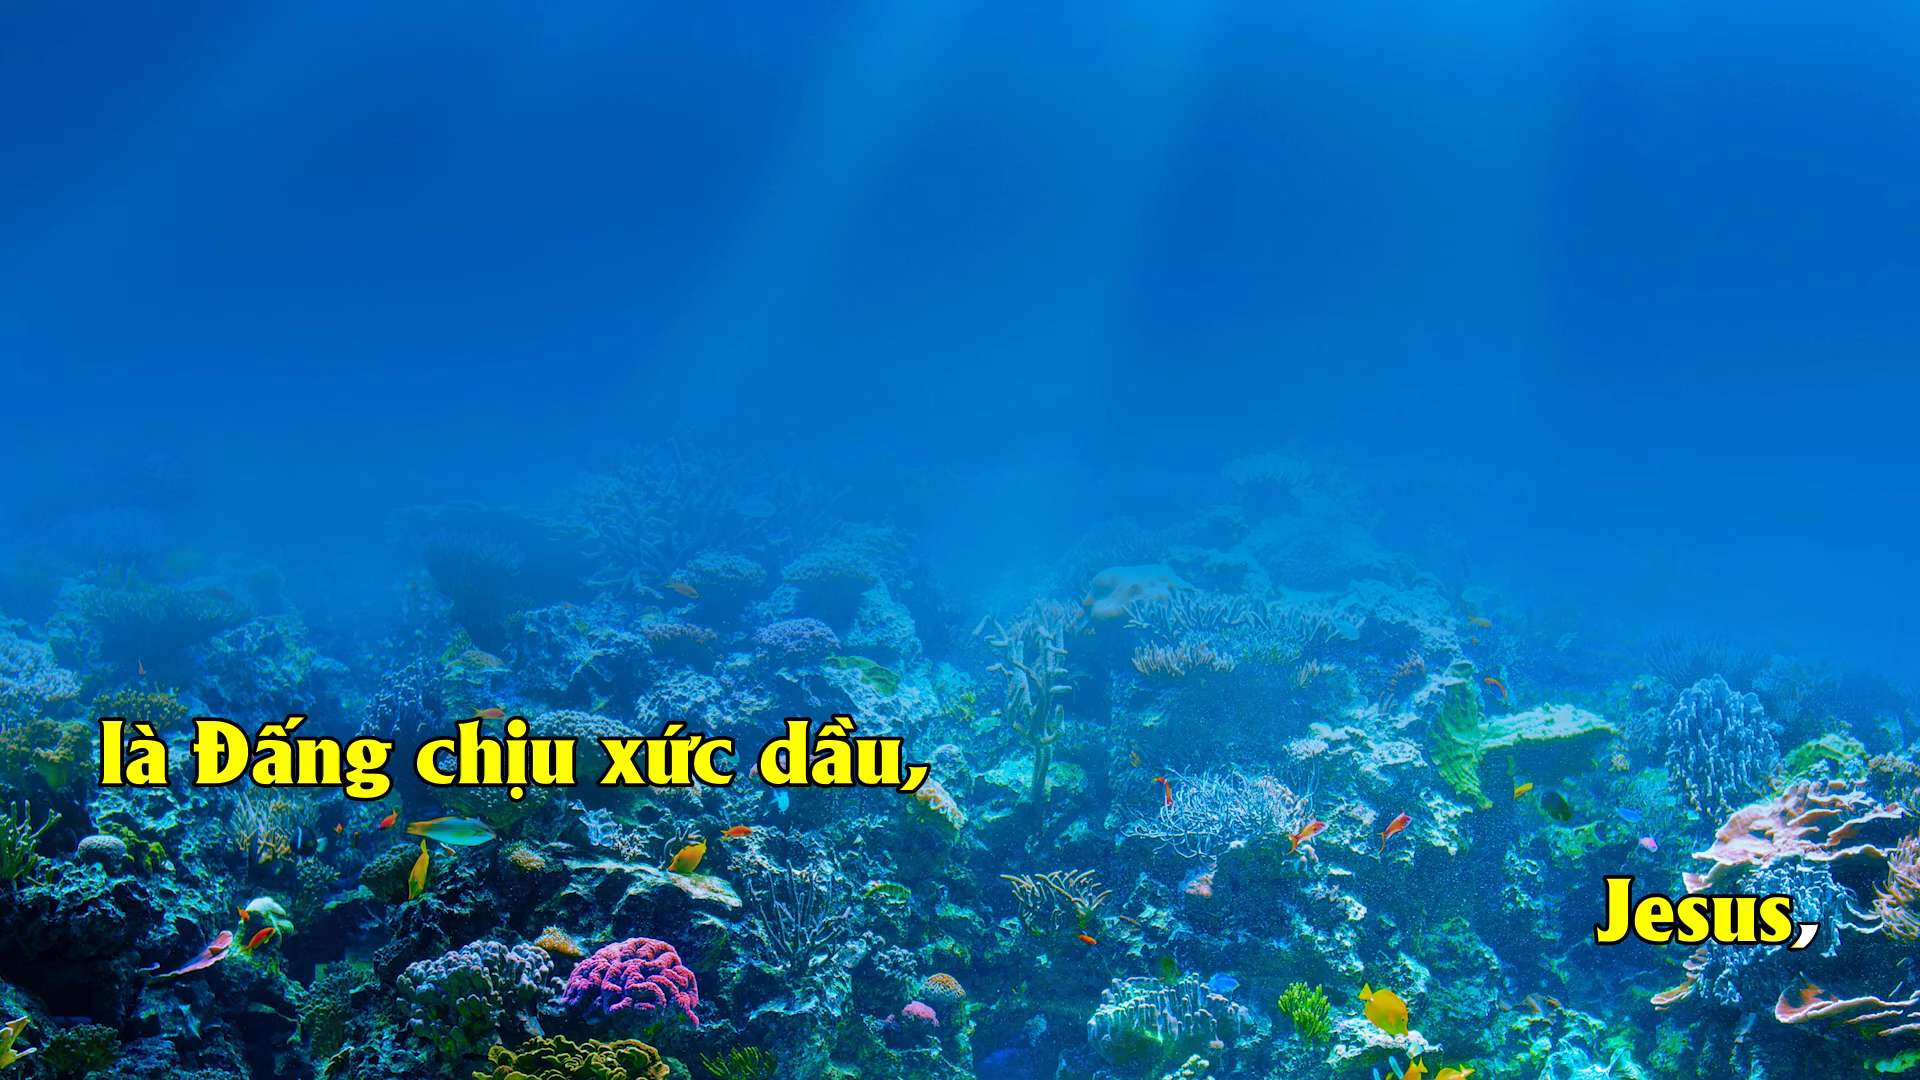 là Đấng chịu xức dầu,
Jesus,